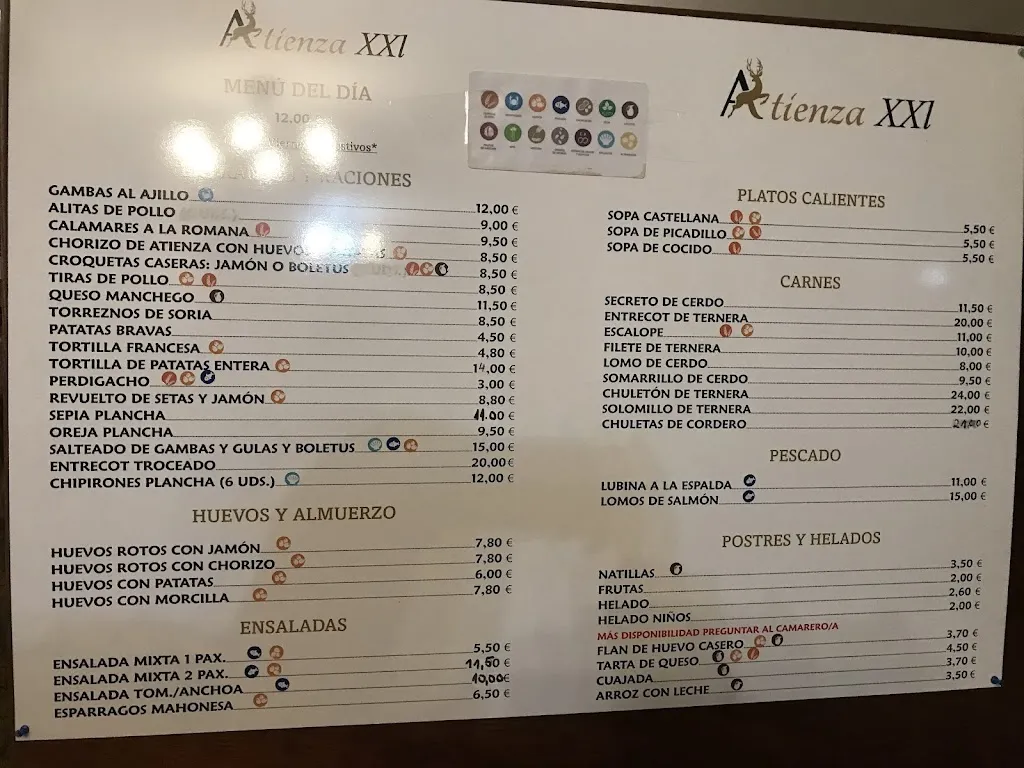 Atienza XXI
MENÚ DEL DÍA
12,00
RACIONES
GAMBAS AL AJILLO 12,00 €
ALITAS DE POLLO 9,00 €
CALAMARES A LA ROMANA 9,50 €
CHORIZO DE ATIENZA CON HUEVOS 8,50 €
CROQUETAS CASERAS: JAMÓN O BOLETUS 8,50 €
TIRAS DE POLLO 8,50 €
QUESO MANCHEGO 11,50 €
TORREZNOS DE SORIA 8,50 €
PATATAS BRAVAS 4,50 €
TORTILLA FRANCESA 4,80 €
TORTILLA DE PATATAS ENTERA 14,00 €
PERDIGACHO 3,00 €
REVUELTO DE SETAS Y JAMÓN 8,80 €
SEPIA PLANCHA 11.00 €
OREJA PLANCHA 9,50 €
SALTEADO DE GAMBAS Y GULAS Y BOLETUS 15,00 €
ENTRECOT TROCEADO 20,00 €
CHIPIRONES PLANCHA (6 UDS.) 12,00 €
HUEVOS Y ALMUERZO
HUEVOS ROTOS CON JAMÓN 7,80 €
HUEVOS ROTOS CON CHORIZO 7,80 €
HUEVOS CON PATATAS 6,00 €
HUEVOS CON MORCILLA 7,80 €
ENSALADAS
ENSALADA MIXTA 1 PAX. 5,50 €
ENSALADA MIXTA 2 PAX. €
ENSALADA TOM./ANCHOA 10,00€
ESPARRAGOS MAHONESA 6,50 €
Atienza XXI
PLATOS CALIENTES
SOPA CASTELLANA 5,50 €
SOPA DE PICADILLO 5,50 €
SOPA DE COCIDO 5,50 €
CARNES
SECRETO DE CERDO 11,50 €
ENTRECOT DE TERNERA 20,00 €
ESCALOPE 11,00 €
FILETE DE TERNERA 10,00 €
LOMO DE CERDO 8,00 €
SOMARRILLO DE CERDO 9,50 €
CHULETÓN DE TERNERA 24,00 €
SOLOMILLO DE TERNERA 22,00 €
CHULETAS DE CORDERO €
PESCADO
LUBINA A LA ESPALDA 11,00 €
LOMOS DE SALMÓN 15,00 €
POSTRES Y HELADOS
NATILLAS 3,50 €
FRUTAS 2,00 €
HELADO 2,60 €
HELADO NIÑOS 2,00 €
MÁS DISPONIBILIDAD PREGUNTAR AL CAMARERO/A
FLAN DE HUEVO CASERO 3,70 €
TARTA DE QUESO 4,50 €
CUAJADA 3,70 €
ARROZ CON LECHE 3,50 €